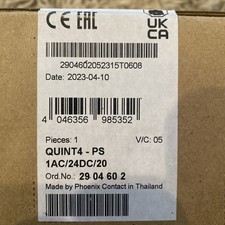 CE EAC UK
CA
2904602052315T0608
Date: 2023-04-10
4 046356 985352
Pieces: 1 V/C: 05
QUINT4 - PS
1AC/24DC/20
Ord.No.: 29 04 60 2
Made by Phoenix Contact in Thailand